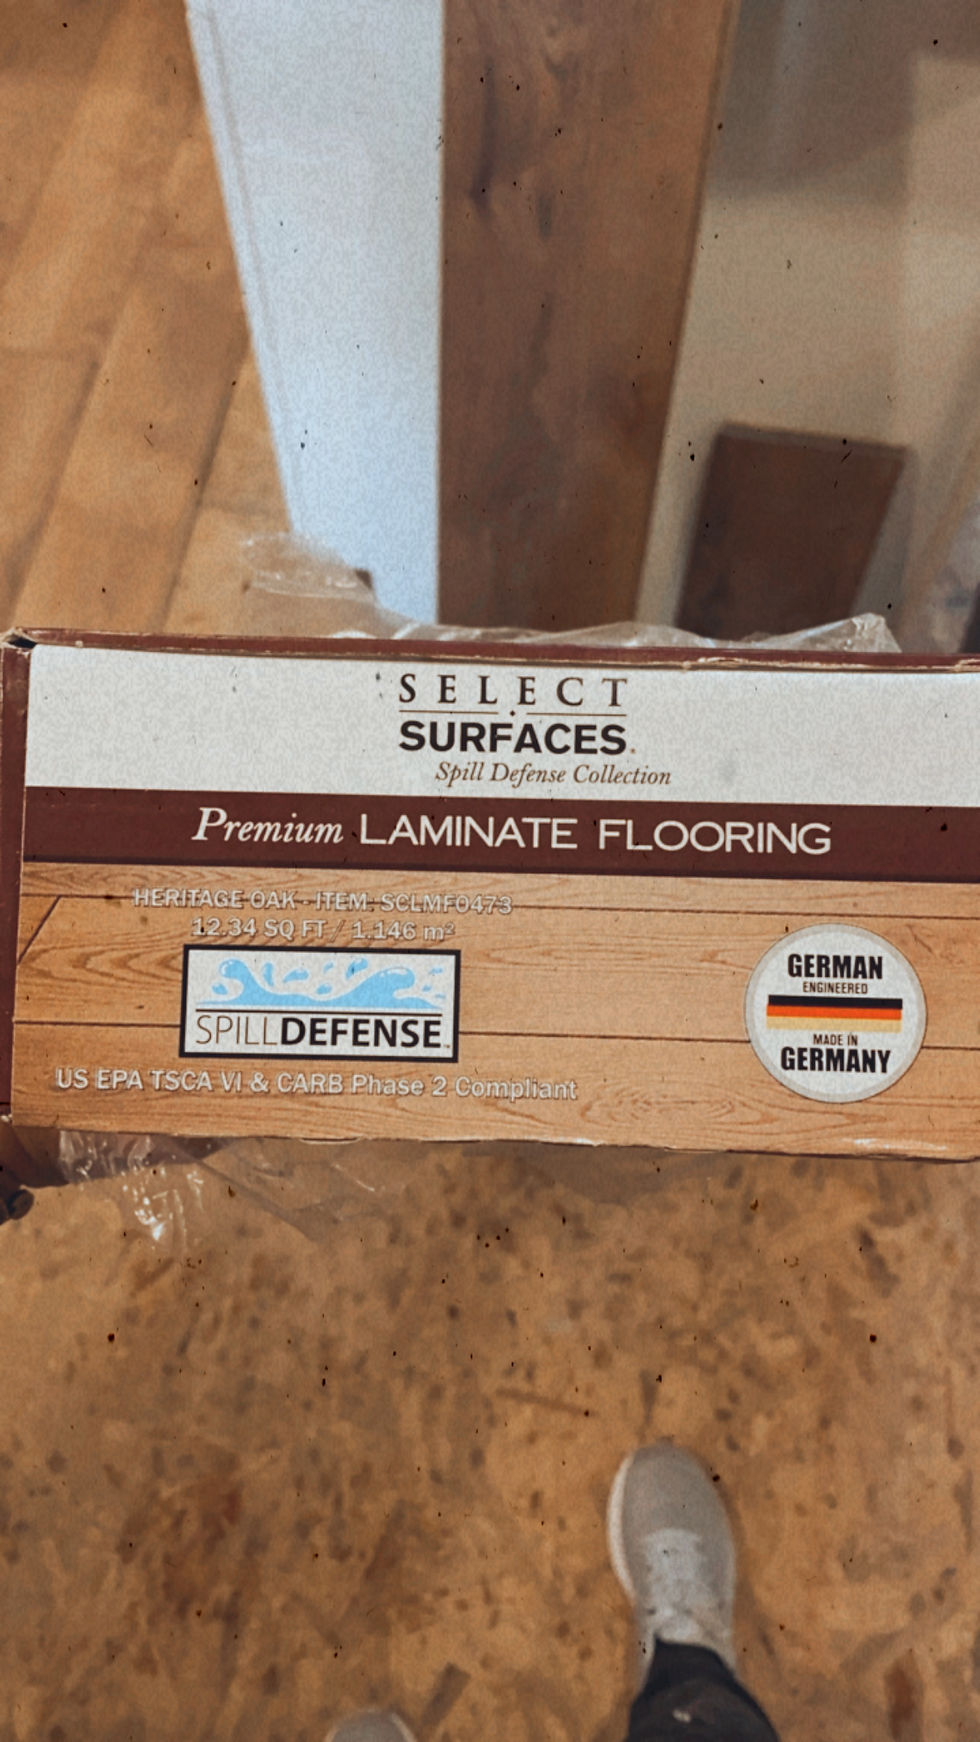 SELECT
SURFACES
Spill Defense Collection
Premium LAMINATE FLOORING
HERITAGE OAK - ITEM: SCLMF0473
12.34 SQ FT / 1.146 m²
SPILLDEFENSE™
US EPA TSCA VI & CARB Phase 2 Compliant
GERMAN
ENGINEERED
MADE IN
GERMANY